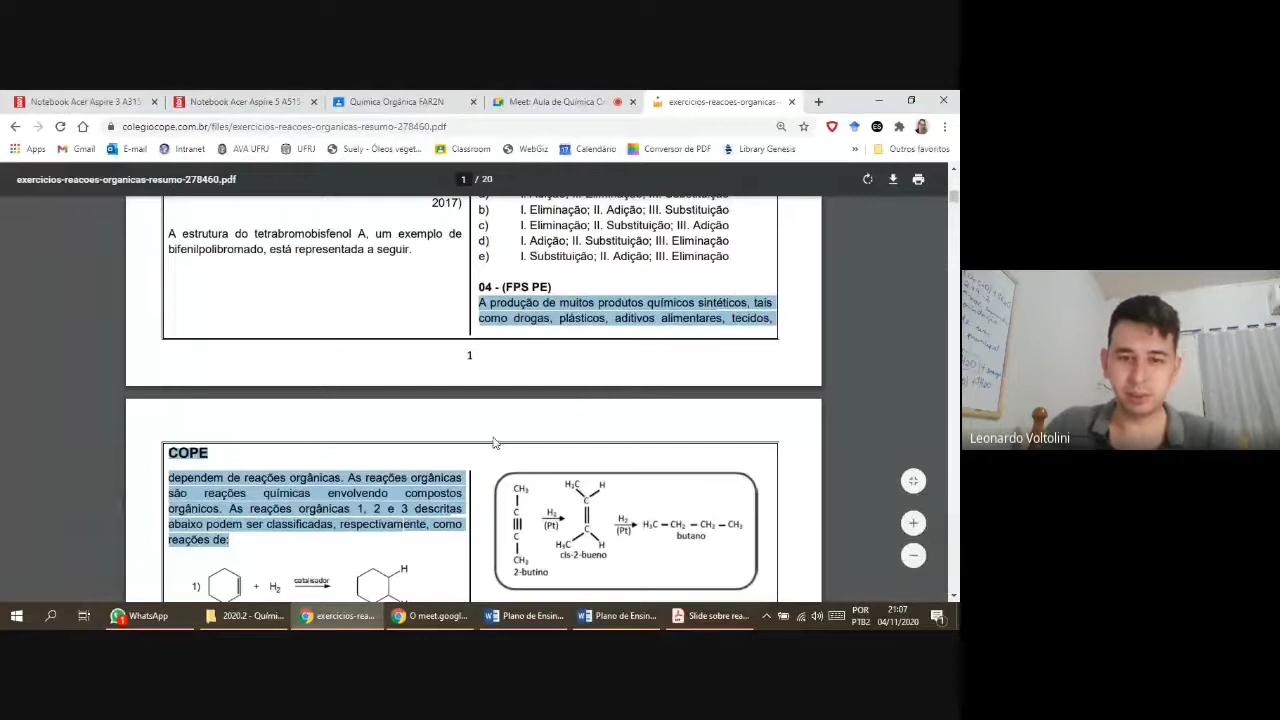 Notebook Acer Aspire 3 A315
Notebook Acer Aspire 5 A515
Química Orgânica FAR2N
Meet: Aula de Química Or
exercicios-reacoes-organicas-
colegiocope.com.br/files/exercicios-reacoes-organicas-resumo-278460.pdf
Apps
Gmail
E-mail
Intranet
AVA UFRJ
UFRJ
Suely - Óleos veget...
Classroom
WebGiz
Calendário
Conversor de PDF
Library Genesis
Outros favoritos
exercicios-reacoes-organicas-resumo-278460.pdf
1 / 20
2017)
A estrutura do tetrabromobisfenol A, um exemplo de
bifenilpolibromado, está representada a seguir.
b) I. Eliminação; II. Adição; III. Substituição
c) I. Eliminação; II. Substituição; III. Adição
d) I. Adição; II. Substituição; III. Eliminação
e) I. Substituição; II. Adição; III. Eliminação
04 - (FPS PE)
A produção de muitos produtos químicos sintéticos, tais
como drogas, plásticos, aditivos alimentares, tecidos,
1
COPE
dependem de reações orgânicas. As reações orgânicas
são reações químicas envolvendo compostos
orgânicos. As reações orgânicas 1, 2 e 3 descritas
abaixo podem ser classificadas, respectivamente, como
reações de:
1) + H2 catalisador H
CH3
C
C
CH3
2-butino
H2
(Pt)
H3C H
C
C
H3C H
cis-2-bueno
H2
(Pt)
H3C – CH2 – CH2 – CH3
butano
Leonardo Voltolini
WhatsApp
2020.2 - Quími...
exercicios-rea...
O meet.googl...
Plano de Ensin...
Plano de Ensin...
Slide sobre rea...
POR
PTB2
21:07
04/11/2020